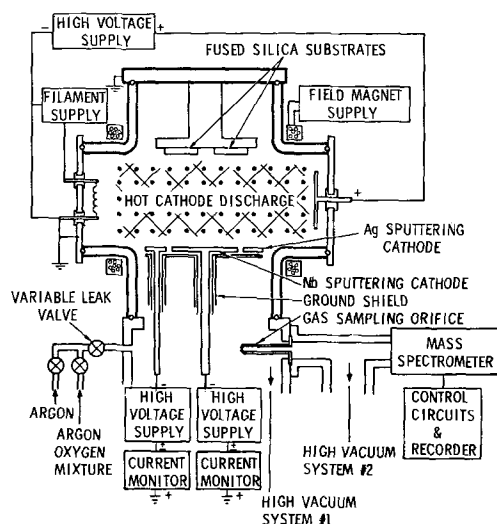 HIGH VOLTAGE
SUPPLY
−
+
FUSED SILICA SUBSTRATES
FILAMENT
SUPPLY
FIELD MAGNET
SUPPLY
HOT CATHODE DISCHARGE
+
Ag SPUTTERING
CATHODE
Nb SPUTTERING CATHODE
GROUND SHIELD
GAS SAMPLING ORIFICE
VARIABLE LEAK
VALVE
MASS
SPECTROMETER
ARGON
ARGON
OXYGEN
MIXTURE
−
−
HIGH
VOLTAGE
SUPPLY
HIGH
VOLTAGE
SUPPLY
+
+
CURRENT
MONITOR
CURRENT
MONITOR
+
+
CONTROL
CIRCUITS
&
RECORDER
HIGH VACUUM
SYSTEM #2
HIGH VACUUM
SYSTEM #1